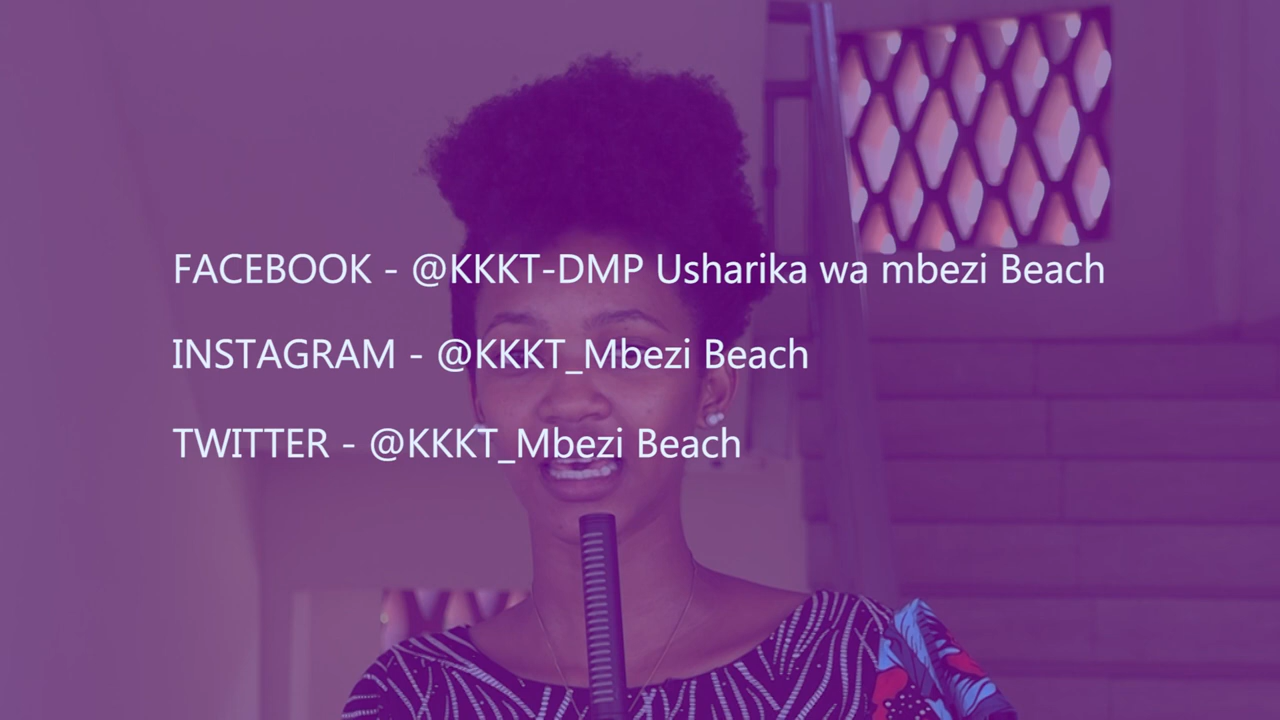 FACEBOOK - @KKKT-DMP Usharika wa mbezi Beach
INSTAGRAM - @KKKT_Mbezi Beach
TWITTER - @KKKT_Mbezi Beach